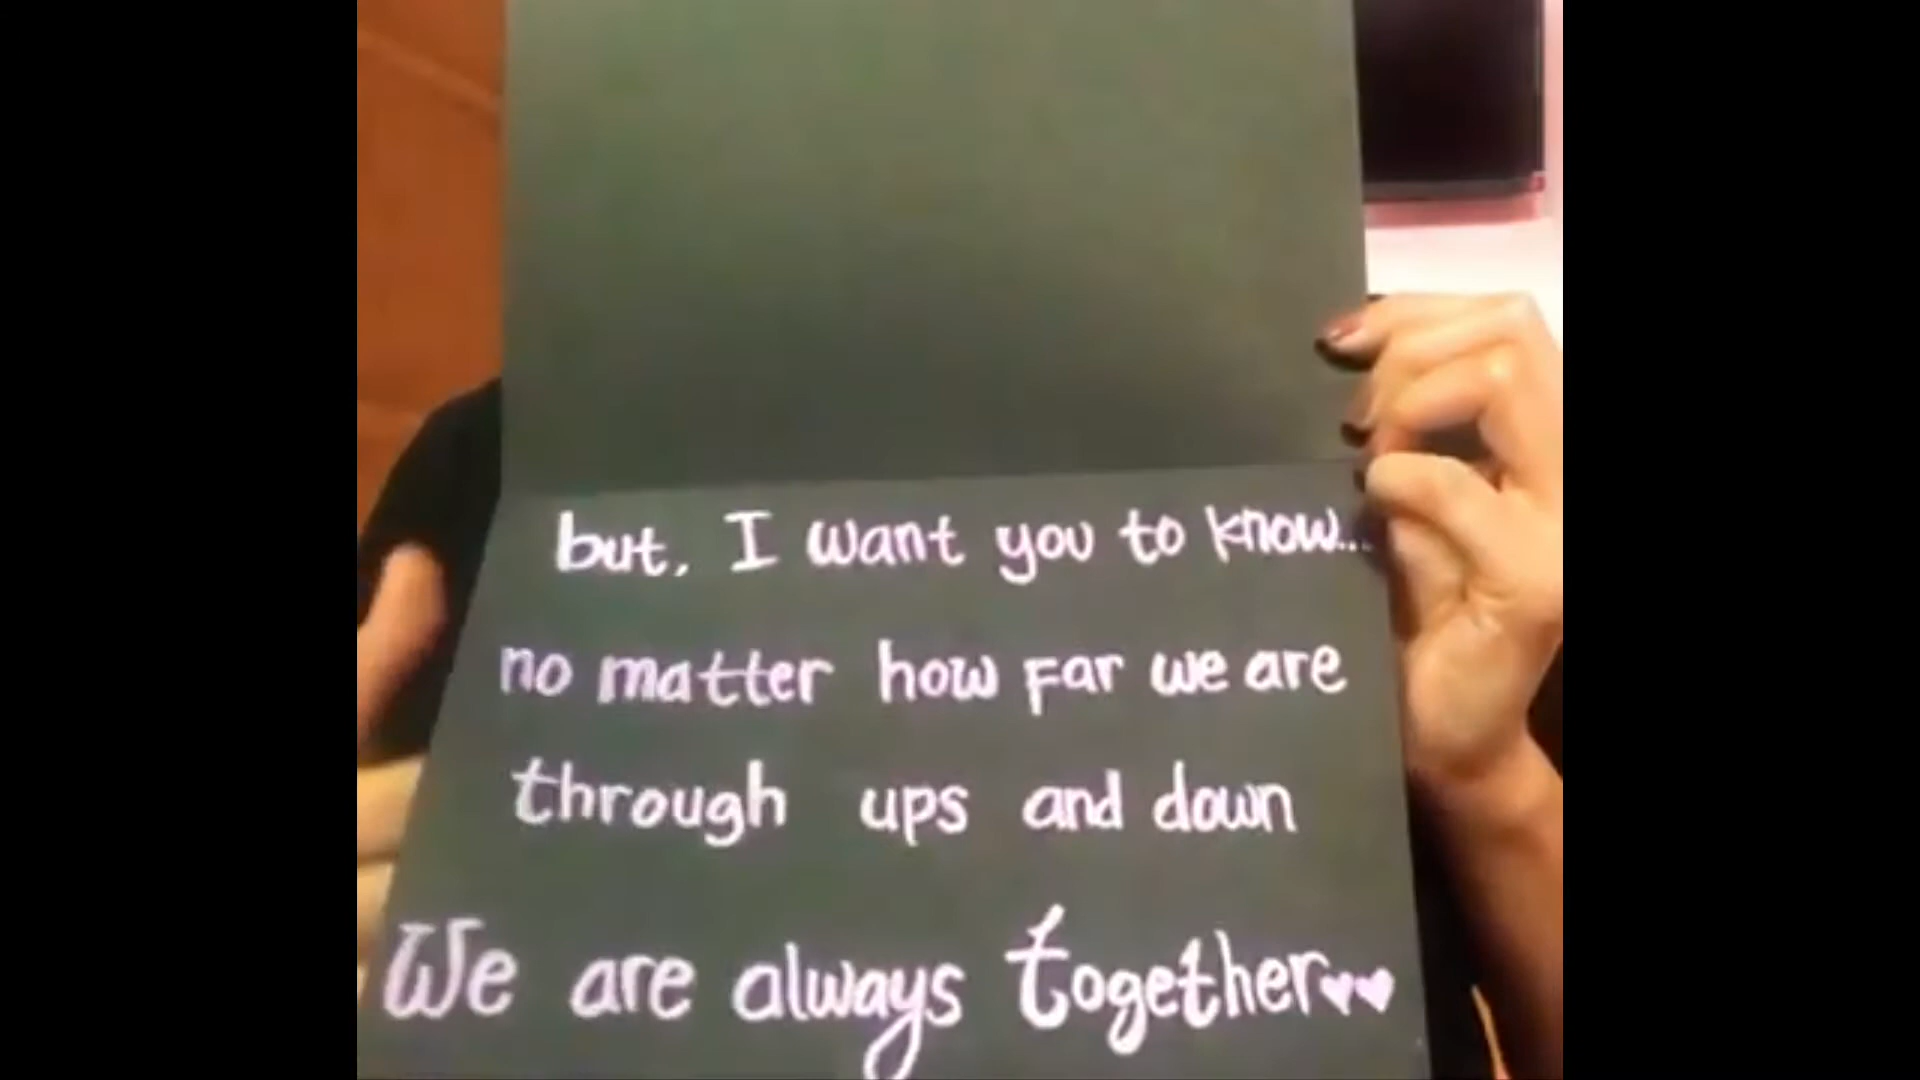 but, I want you to know...
no matter how far we are
through ups and down
We are always together♥♥